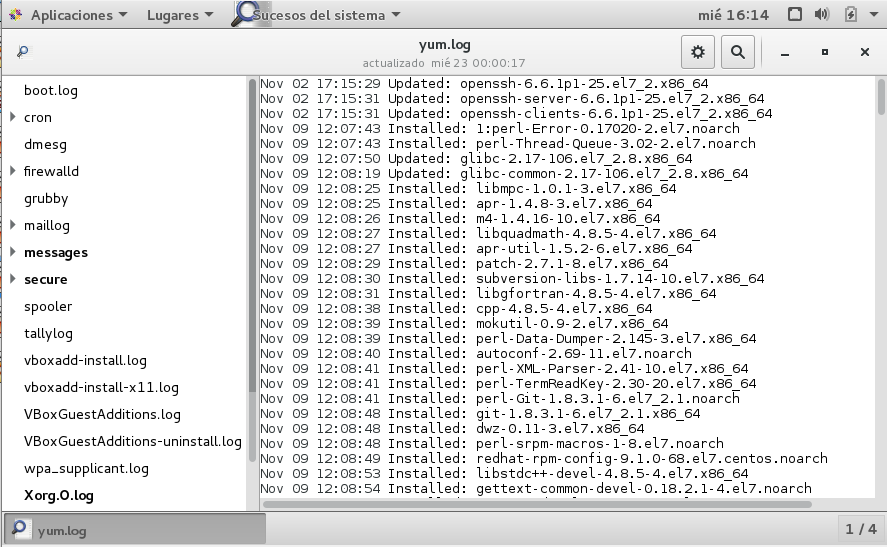 Aplicaciones Lugares Sucesos del sistema mié 16:14
yum.log
actualizado mié 23 00:00:17
boot.log
cron
dmesg
firewalld
grubby
maillog
messages
secure
spooler
tallylog
vboxadd-install.log
vboxadd-install-x11.log
VBoxGuestAdditions.log
VBoxGuestAdditions-uninstall.log
wpa_supplicant.log
Xorg.0.log
Nov 02 17:15:29 Updated: openssh-6.6.1p1-25.el7_2.x86_64
Nov 02 17:15:31 Updated: openssh-server-6.6.1p1-25.el7_2.x86_64
Nov 02 17:15:31 Updated: openssh-clients-6.6.1p1-25.el7_2.x86_64
Nov 09 12:07:43 Installed: 1:perl-Error-0.17020-2.el7.noarch
Nov 09 12:07:43 Installed: perl-Thread-Queue-3.02-2.el7.noarch
Nov 09 12:07:50 Updated: glibc-2.17-106.el7_2.8.x86_64
Nov 09 12:08:19 Updated: glibc-common-2.17-106.el7_2.8.x86_64
Nov 09 12:08:25 Installed: libmpc-1.0.1-3.el7.x86_64
Nov 09 12:08:25 Installed: apr-1.4.8-3.el7.x86_64
Nov 09 12:08:26 Installed: m4-1.4.16-10.el7.x86_64
Nov 09 12:08:27 Installed: libquadmath-4.8.5-4.el7.x86_64
Nov 09 12:08:27 Installed: apr-util-1.5.2-6.el7.x86_64
Nov 09 12:08:29 Installed: patch-2.7.1-8.el7.x86_64
Nov 09 12:08:30 Installed: subversion-libs-1.7.14-10.el7.x86_64
Nov 09 12:08:31 Installed: libgfortran-4.8.5-4.el7.x86_64
Nov 09 12:08:38 Installed: cpp-4.8.5-4.el7.x86_64
Nov 09 12:08:39 Installed: mokutil-0.9-2.el7.x86_64
Nov 09 12:08:39 Installed: perl-Data-Dumper-2.145-3.el7.x86_64
Nov 09 12:08:40 Installed: autoconf-2.69-11.el7.noarch
Nov 09 12:08:41 Installed: perl-XML-Parser-2.41-10.el7.x86_64
Nov 09 12:08:41 Installed: perl-TermReadKey-2.30-20.el7.x86_64
Nov 09 12:08:41 Installed: perl-Git-1.8.3.1-6.el7_2.1.noarch
Nov 09 12:08:48 Installed: git-1.8.3.1-6.el7_2.1.x86_64
Nov 09 12:08:48 Installed: dwz-0.11-3.el7.x86_64
Nov 09 12:08:48 Installed: perl-srpm-macros-1-8.el7.noarch
Nov 09 12:08:49 Installed: redhat-rpm-config-9.1.0-68.el7.centos.noarch
Nov 09 12:08:53 Installed: libstdc++-devel-4.8.5-4.el7.x86_64
Nov 09 12:08:54 Installed: gettext-common-devel-0.18.2.1-4.el7.noarch
yum.log
1 / 4